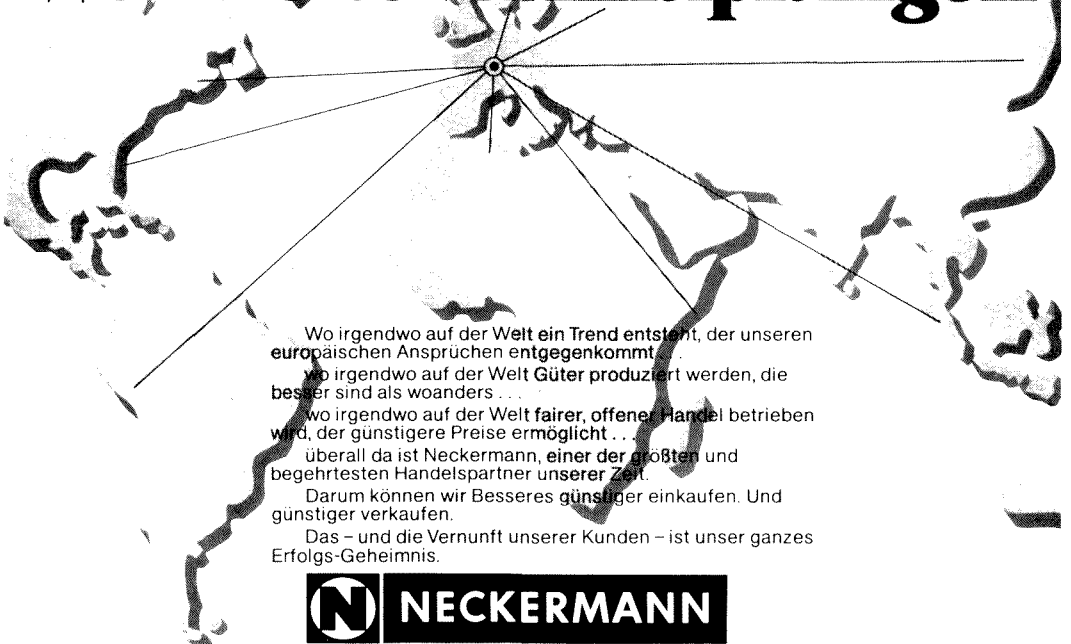 Wo irgendwo auf der Welt ein Trend entsteht, der unseren
europäischen Ansprüchen entgegenkommt . . .
wo irgendwo auf der Welt Güter produziert werden, die
besser sind als woanders . . .
wo irgendwo auf der Welt fairer, offener Handel betrieben
wird, der günstigere Preise ermöglicht . . .
überall da ist Neckermann, einer der größten und
begehrtesten Handelspartner unserer Zeit.
Darum können wir Besseres günstiger einkaufen. Und
günstiger verkaufen.
Das – und die Vernunft unserer Kunden – ist unser ganzes
Erfolgs-Geheimnis.
N NECKERMANN